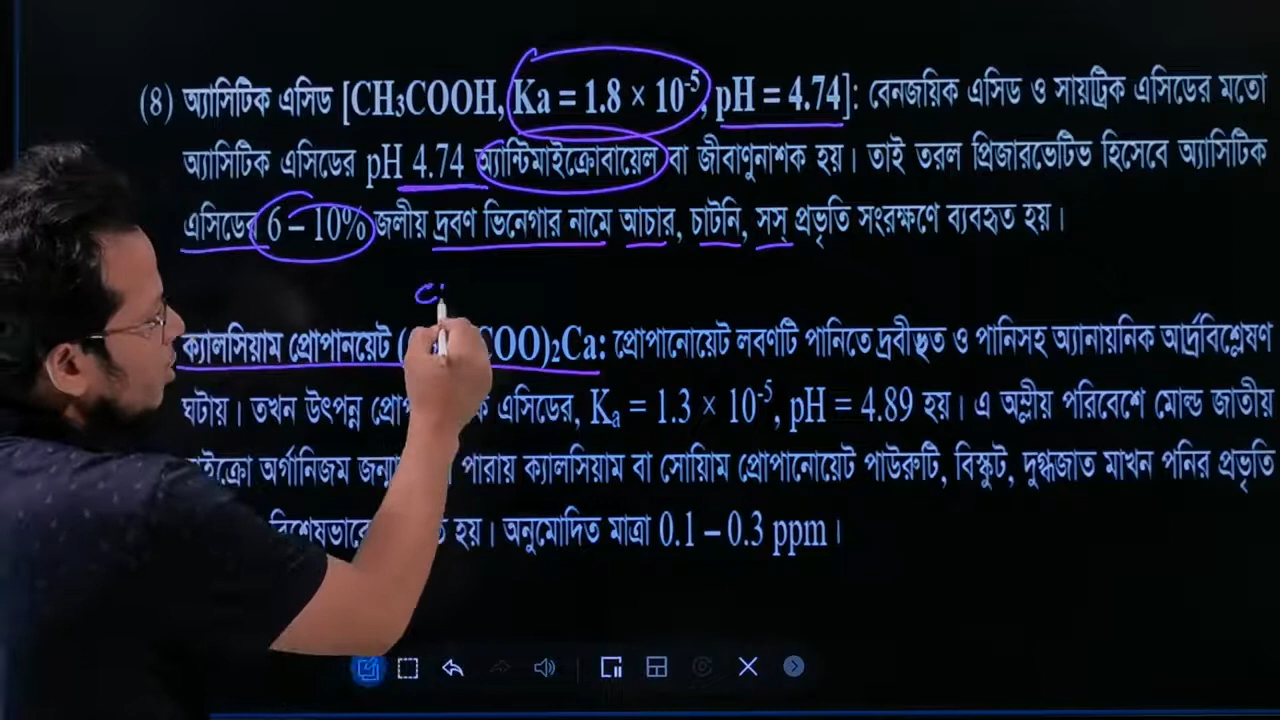 (8) অ্যাসিটিক এসিড [CH₃COOH, Ka = 1.8 × 10⁻⁵, pH = 4.74]: বেনজয়িক এসিড ও সায়ট্রিক এসিডের মতো
অ্যাসিটিক এসিডের pH 4.74 অ্যান্টিমাইক্রোবায়েল বা জীবাণুনাশক হয়। তাই তরল প্রিজারভেটিভ হিসেবে অ্যাসিটিক
এসিডের 6 – 10% জলীয় দ্রবণ ভিনেগার নামে আচার, চাটনি, সস্ প্রভৃতি সংরক্ষণে ব্যবহৃত হয়।
ক্যালসিয়াম প্রোপানয়েট ( COO)₂Ca: প্রোপানোয়েট লবণটি পানিতে দ্রবীভূত ও পানিসহ অ্যানায়নিক আর্দ্রবিশ্লেষণ
ঘটায়। তখন উৎপন্ন এসিডের, Kₐ = 1.3 × 10⁻⁵, pH = 4.89 হয়। এ অম্লীয় পরিবেশে মোল্ড জাতীয়
অর্গানিজম পারায় ক্যালসিয়াম বা সোয়িাম প্রোপানোয়েট পাউরুটি, বিস্কুট, দুগ্ধজাত মাখন পনির প্রভৃতি
হয়। অনুমোদিত মাত্রা 0.1 – 0.3 ppm।